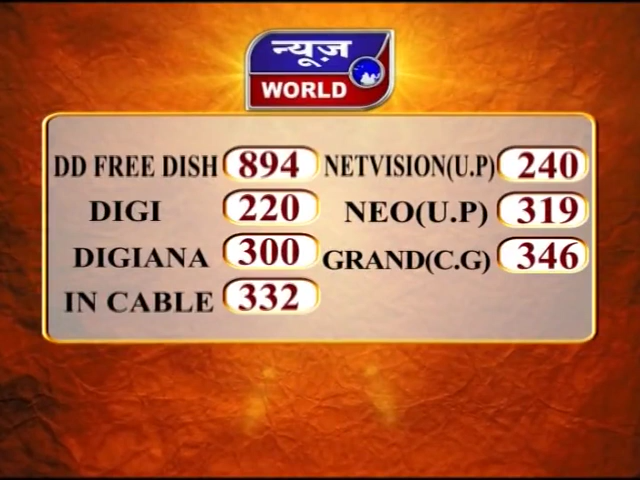 न्यूज़
WORLD
DD FREE DISH 894 NETVISION(U.P) 240
DIGI 220 NEO(U.P) 319
DIGIANA 300 GRAND(C.G) 346
IN CABLE 332